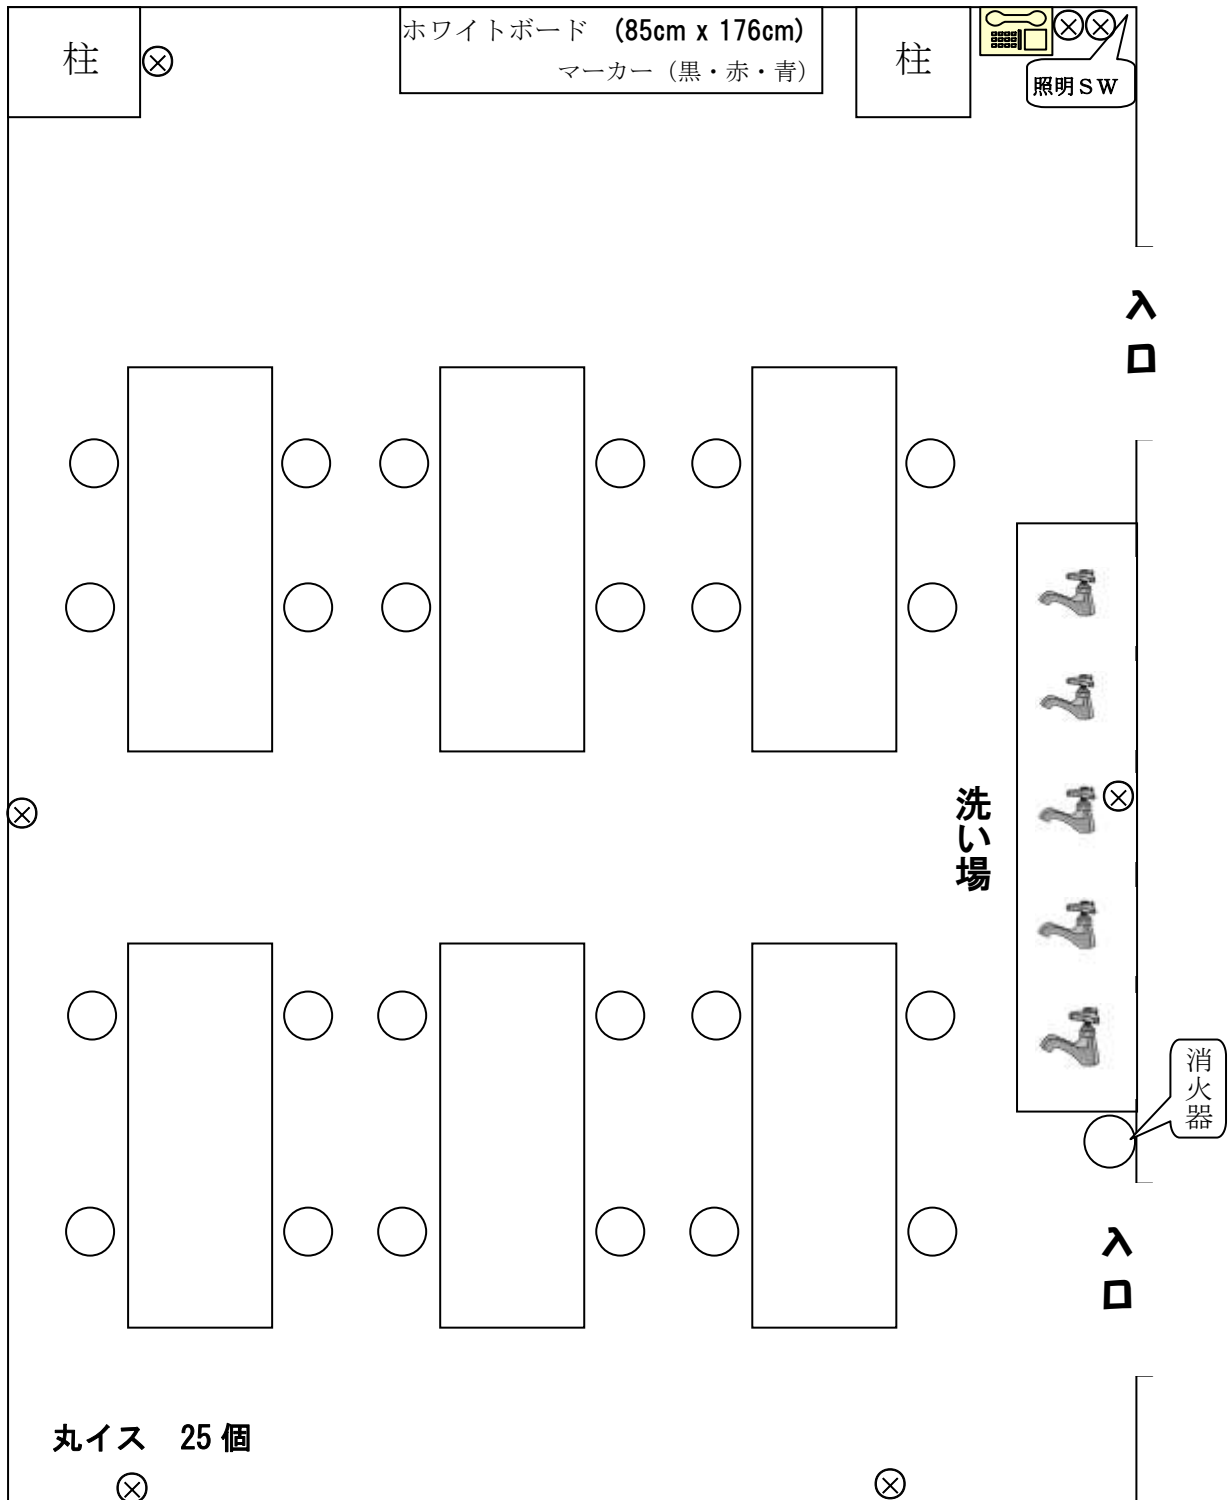 柱
ホワイトボード　(85cm x 176cm)
マーカー（黒・赤・青）
柱
照明ＳＷ
入口
洗い場
消火器
入口
丸イス　25 個